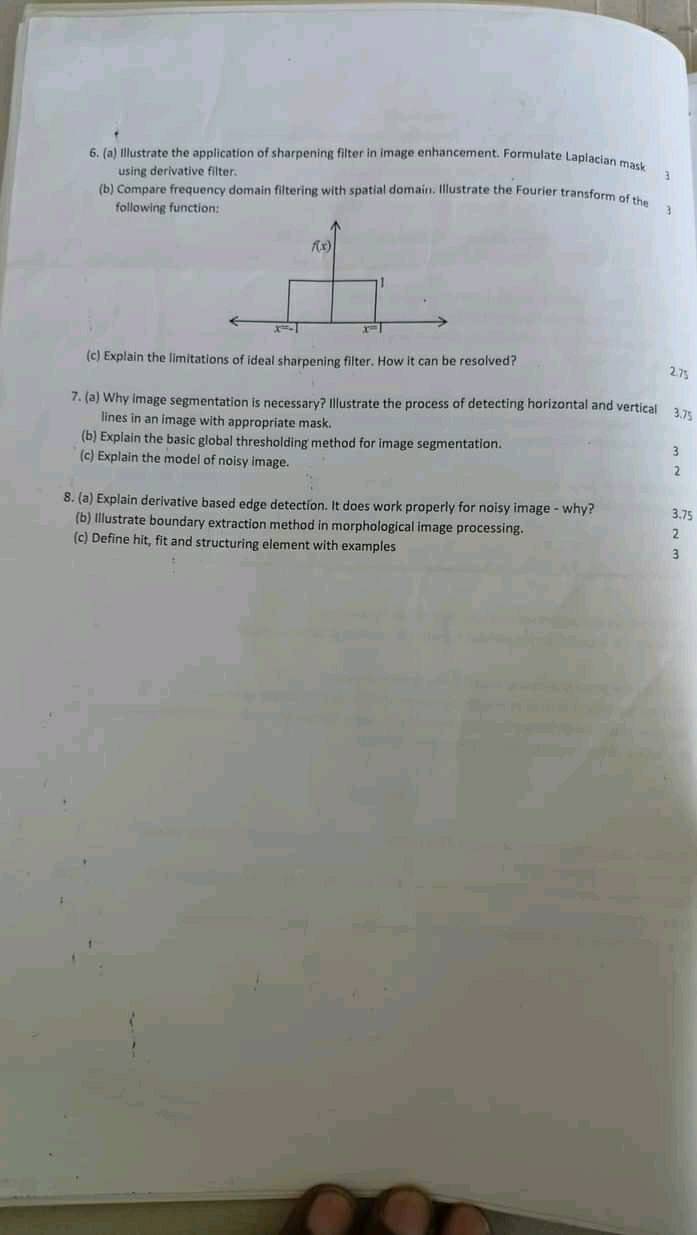 6. (a) Illustrate the application of sharpening filter in image enhancement. Formulate Laplacian mask 3
using derivative filter.
(b) Compare frequency domain filtering with spatial domain. Illustrate the Fourier transform of the 3
following function:
f(x)
1
x=-1 x=1
(c) Explain the limitations of ideal sharpening filter. How it can be resolved? 2.75
7. (a) Why image segmentation is necessary? Illustrate the process of detecting horizontal and vertical 3.75
lines in an image with appropriate mask.
(b) Explain the basic global thresholding method for image segmentation. 3
(c) Explain the model of noisy image. 2
8. (a) Explain derivative based edge detection. It does work properly for noisy image - why? 3.75
(b) Illustrate boundary extraction method in morphological image processing. 2
(c) Define hit, fit and structuring element with examples 3